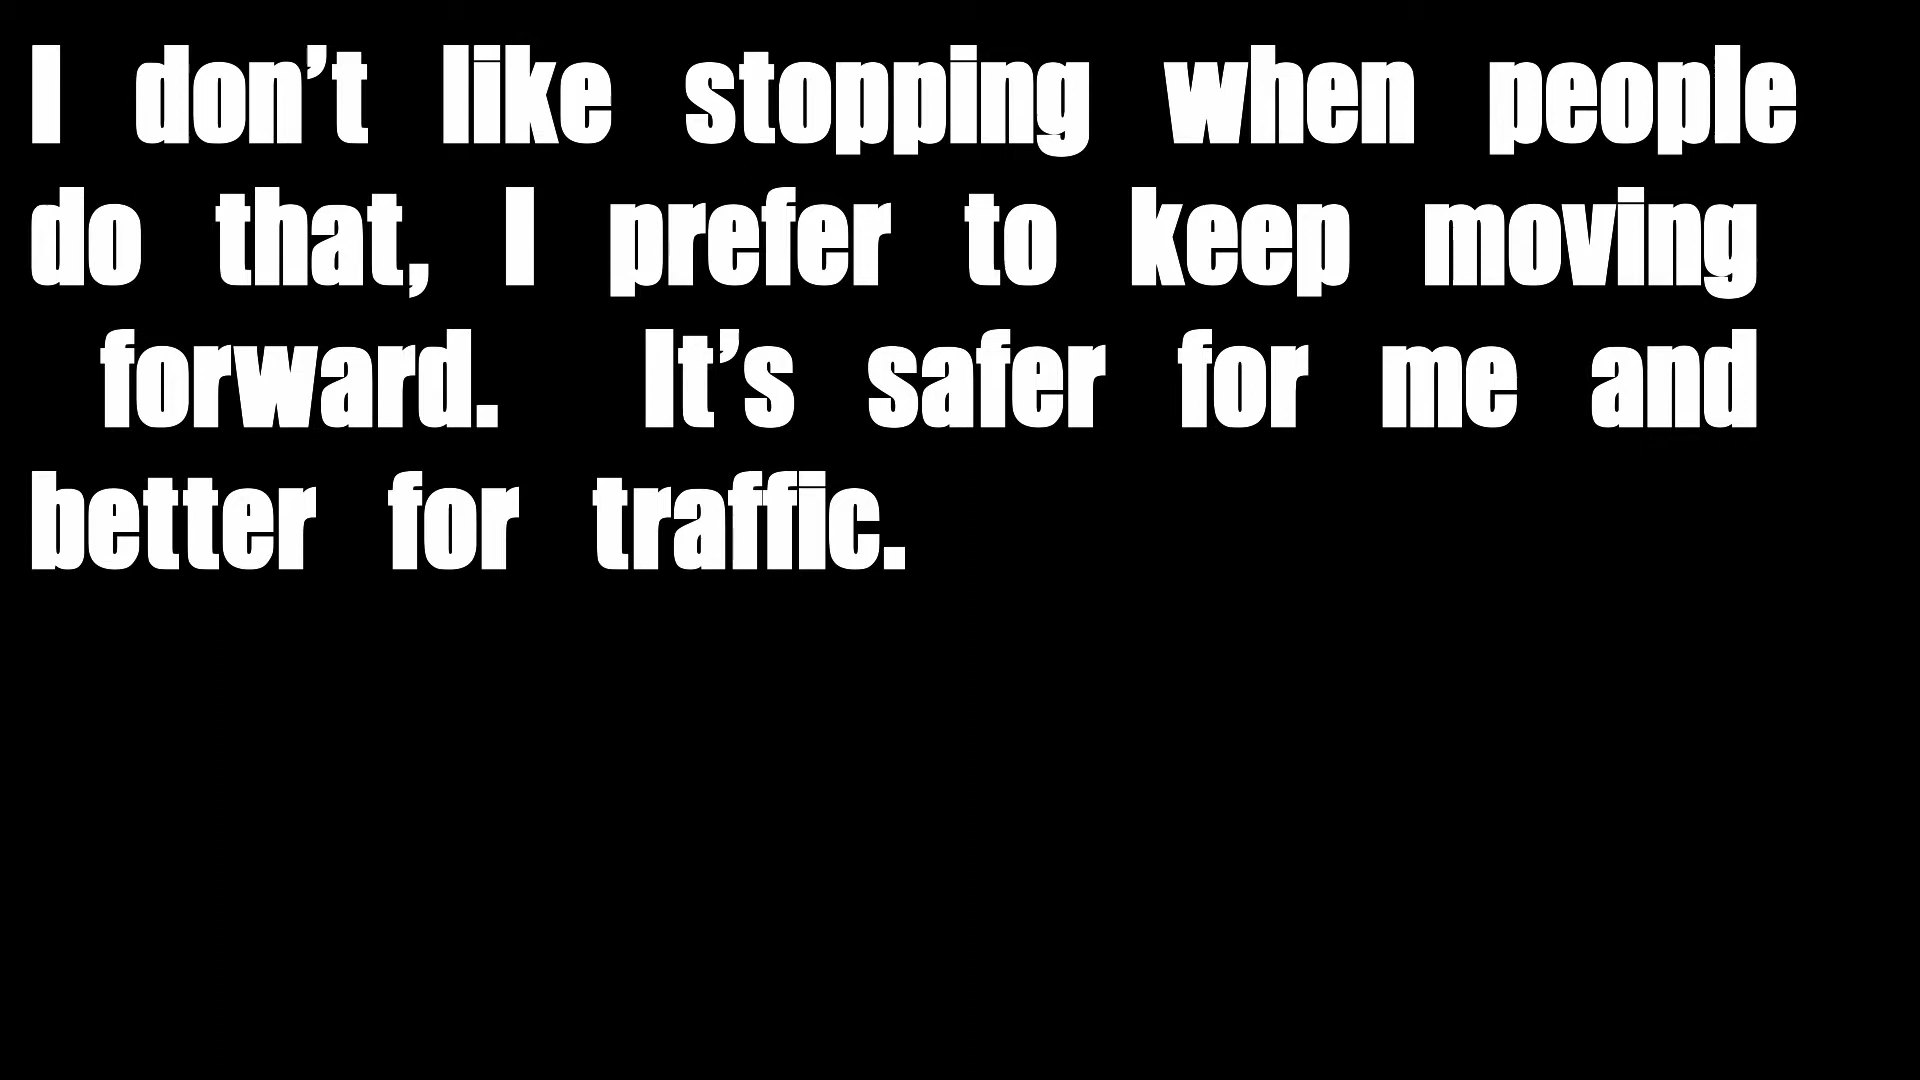 I don’t like stopping when people
do that, I prefer to keep moving
forward. It’s safer for me and
better for traffic.